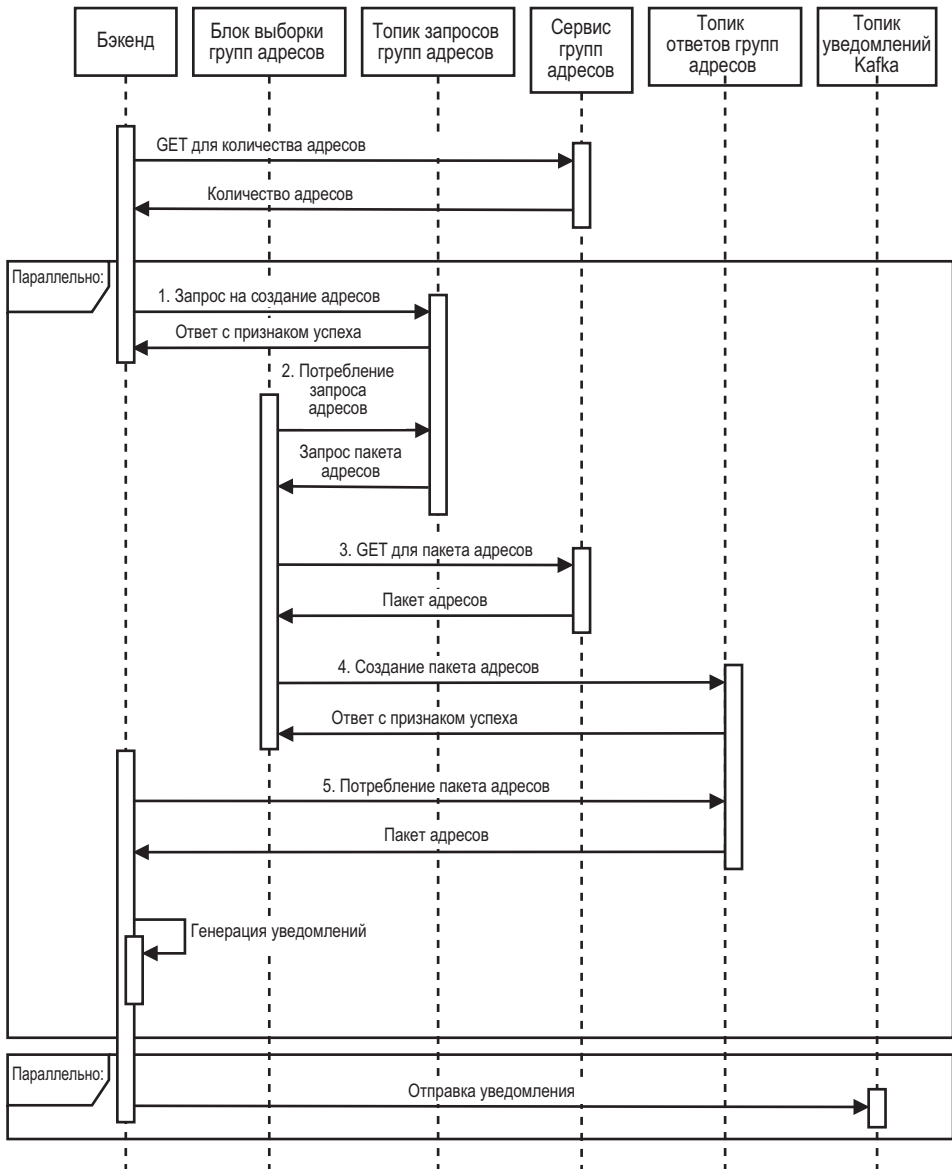 Бэкенд
Блок выборки
групп адресов
Топик запросов
групп адресов
Сервис
групп
адресов
Топик
ответов групп
адресов
Топик
уведомлений
Kafka
GET для количества адресов
Количество адресов
Параллельно:
1. Запрос на создание адресов
Ответ с признаком успеха
2. Потребление
запроса
адресов
Запрос пакета
адресов
3. GET для пакета адресов
Пакет адресов
4. Создание пакета адресов
Ответ с признаком успеха
5. Потребление пакета адресов
Пакет адресов
Генерация уведомлений
Параллельно:
Отправка уведомления